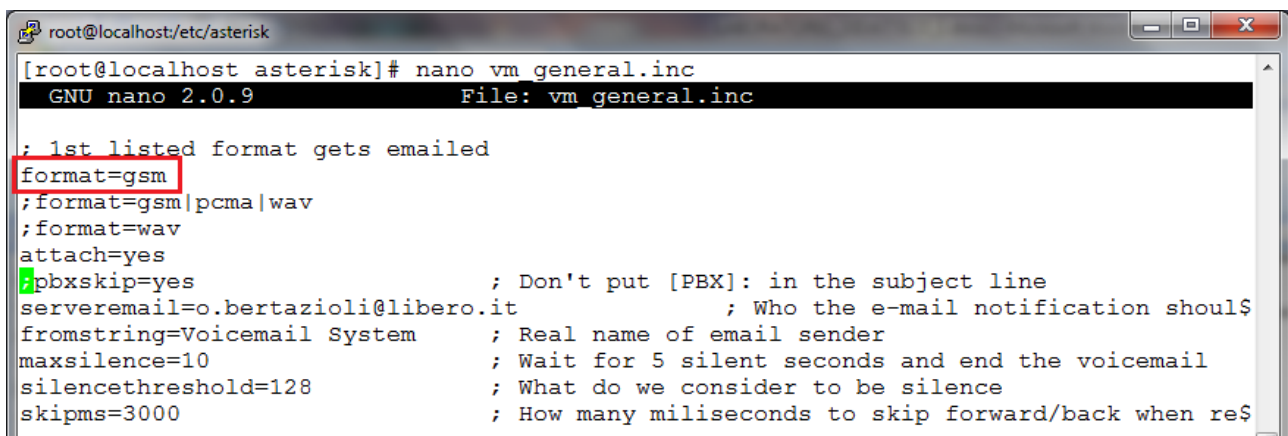 root@localhost:/etc/asterisk
[root@localhost asterisk]# nano vm_general.inc
GNU nano 2.0.9 File: vm_general.inc
; 1st listed format gets emailed
format=gsm
;format=gsm|pcma|wav
;format=wav
attach=yes
;pbxskip=yes ; Don't put [PBX]: in the subject line
serveremail=o.bertazioli@libero.it ; Who the e-mail notification shoul$
fromstring=Voicemail System ; Real name of email sender
maxsilence=10 ; Wait for 5 silent seconds and end the voicemail
silencethreshold=128 ; What do we consider to be silence
skipms=3000 ; How many miliseconds to skip forward/back when re$